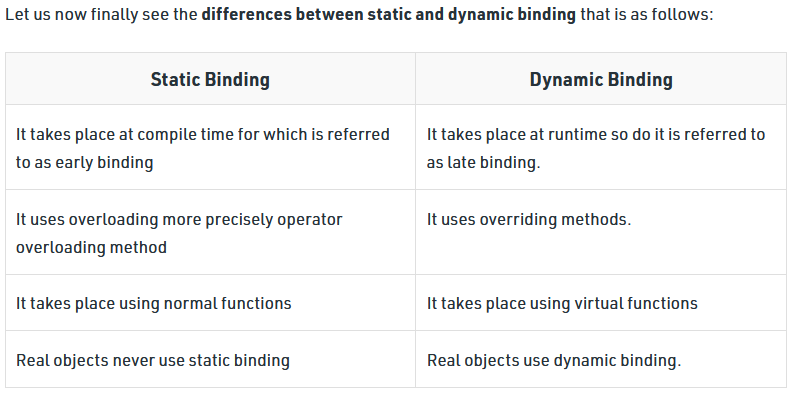 Let us now finally see the differences between static and dynamic binding that is as follows:
Static Binding
Dynamic Binding
It takes place at compile time for which is referred
to as early binding
It takes place at runtime so do it is referred to
as late binding.
It uses overloading more precisely operator
overloading method
It uses overriding methods.
It takes place using normal functions
It takes place using virtual functions
Real objects never use static binding
Real objects use dynamic binding.